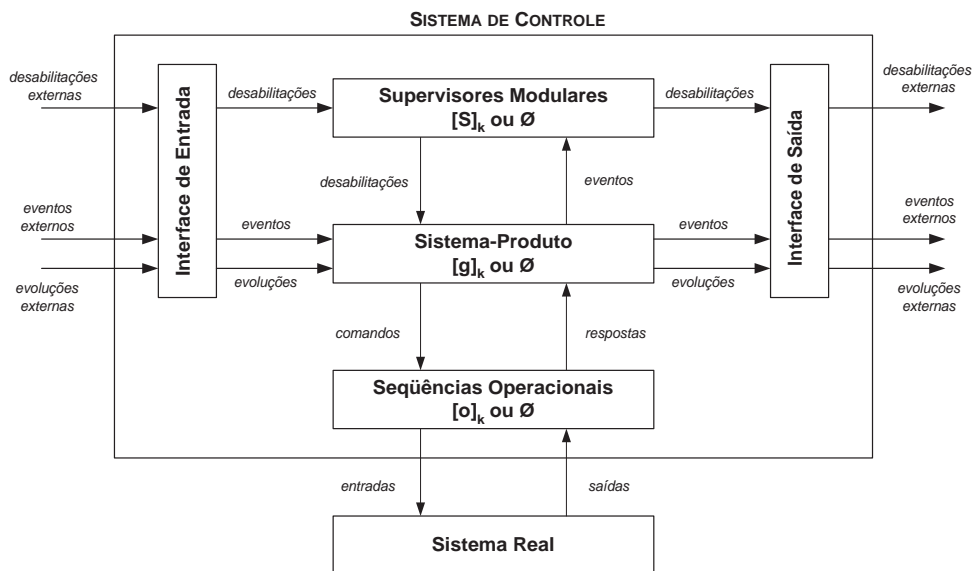 SISTEMA DE CONTROLE
desabilitações
externas
Interface de Entrada
desabilitações
Supervisores Modulares
[S]k ou Ø
desabilitações
Interface de Saída
desabilitações
externas
desabilitações
eventos
eventos
externos
eventos
Sistema-Produto
[g]k ou Ø
eventos
eventos
externos
evoluções
externas
evoluções
evoluções
evoluções
externas
comandos
respostas
Seqüências Operacionais
[o]k ou Ø
entradas
saídas
Sistema Real